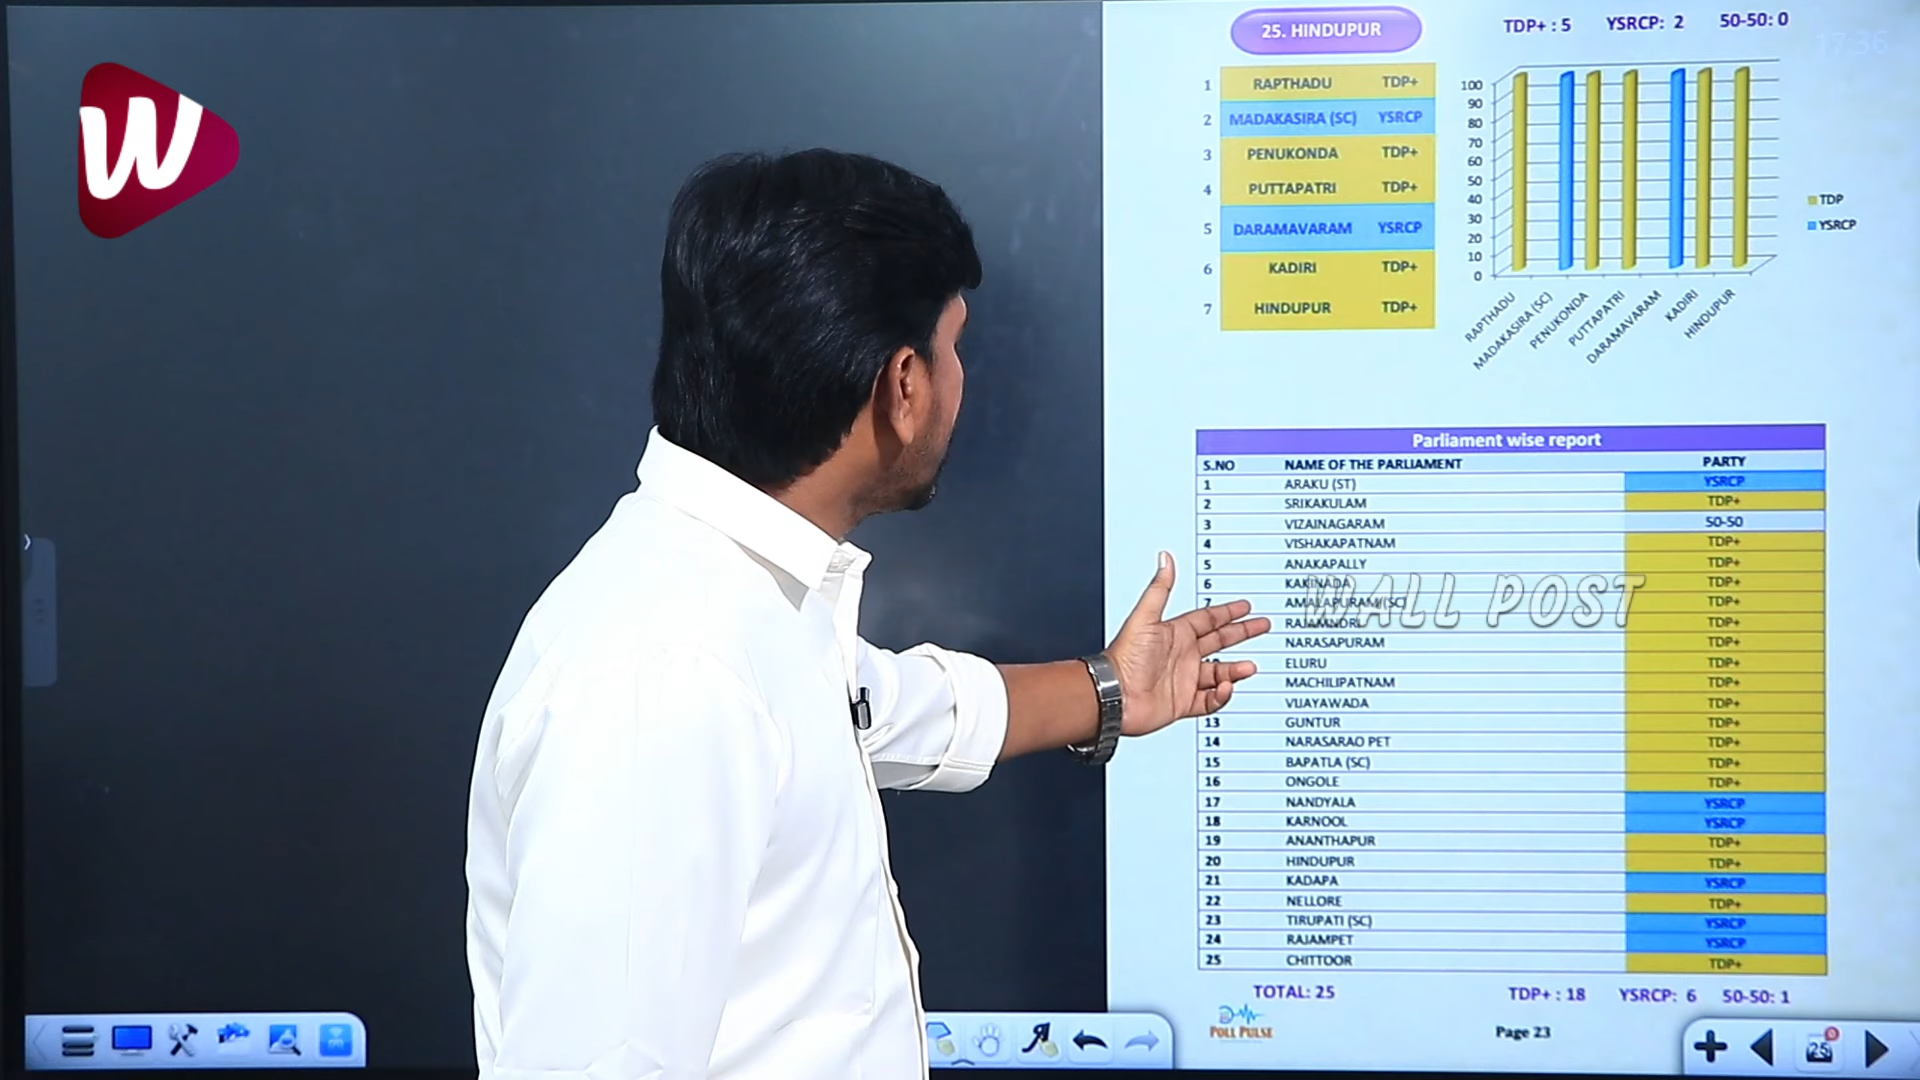 W
25. HINDUPUR
TDP+ : 5 YSRCP: 2 50-50: 0
17:36
1 RAPTHADU TDP+
2 MADAKASIRA (SC) YSRCP
3 PENUKONDA TDP+
4 PUTTAPATRI TDP+
5 DARAMAVARAM YSRCP
6 KADIRI TDP+
7 HINDUPUR TDP+
100
90
80
70
60
50
40
30
20
10
0
RAPTHADU
MADAKASIRA (SC)
PENUKONDA
PUTTAPATRI
DARAMAVARAM
KADIRI
HINDUPUR
TDP
YSRCP
Parliament wise report
S.NO NAME OF THE PARLIAMENT PARTY
1 ARAKU (ST) YSRCP
2 SRIKAKULAM TDP+
3 VIZAINAGARAM 50-50
4 VISHAKAPATNAM TDP+
5 ANAKAPALLY TDP+
6 KAKINADA TDP+
7 AMALAPURAM (SC) TDP+
RAJAMNDRI TDP+
NARASAPURAM TDP+
ELURU TDP+
MACHILIPATNAM TDP+
VIJAYAWADA TDP+
13 GUNTUR TDP+
14 NARASARAO PET TDP+
15 BAPATLA (SC) TDP+
16 ONGOLE TDP+
17 NANDYALA YSRCP
18 KARNOOL YSRCP
19 ANANTHAPUR TDP+
20 HINDUPUR TDP+
21 KADAPA YSRCP
22 NELLORE TDP+
23 TIRUPATI (SC) YSRCP
24 RAJAMPET YSRCP
25 CHITTOOR TDP+
WALL POST
TOTAL: 25 TDP+ : 18 YSRCP: 6 50-50: 1
POLL PULSE
Page 23
25